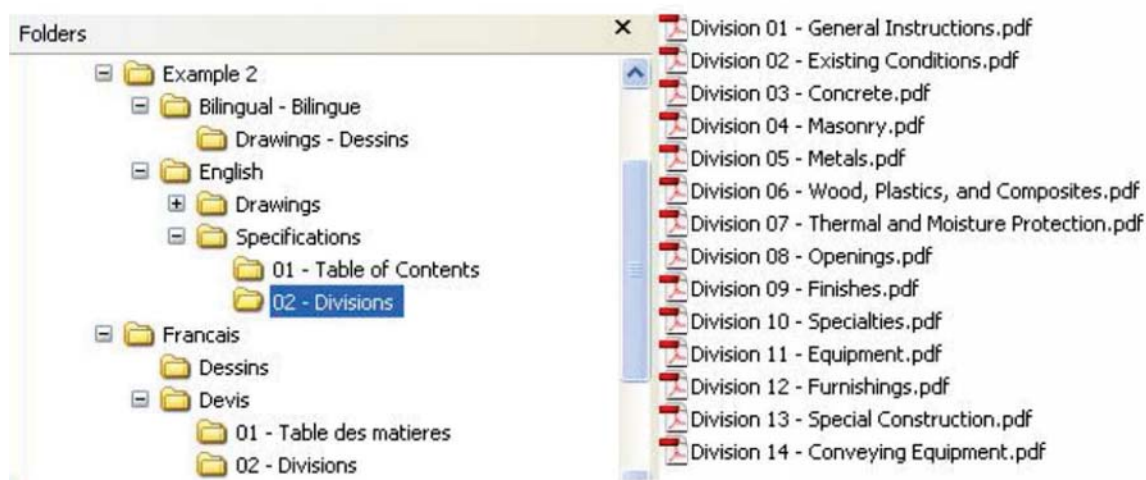 Folders
Example 2
Bilingual - Bilingue
Drawings - Dessins
English
Drawings
Specifications
01 - Table of Contents
02 - Divisions
Francais
Dessins
Devis
01 - Table des matieres
02 - Divisions
Division 01 - General Instructions.pdf
Division 02 - Existing Conditions.pdf
Division 03 - Concrete.pdf
Division 04 - Masonry.pdf
Division 05 - Metals.pdf
Division 06 - Wood, Plastics, and Composites.pdf
Division 07 - Thermal and Moisture Protection.pdf
Division 08 - Openings.pdf
Division 09 - Finishes.pdf
Division 10 - Specialties.pdf
Division 11 - Equipment.pdf
Division 12 - Furnishings.pdf
Division 13 - Special Construction.pdf
Division 14 - Conveying Equipment.pdf